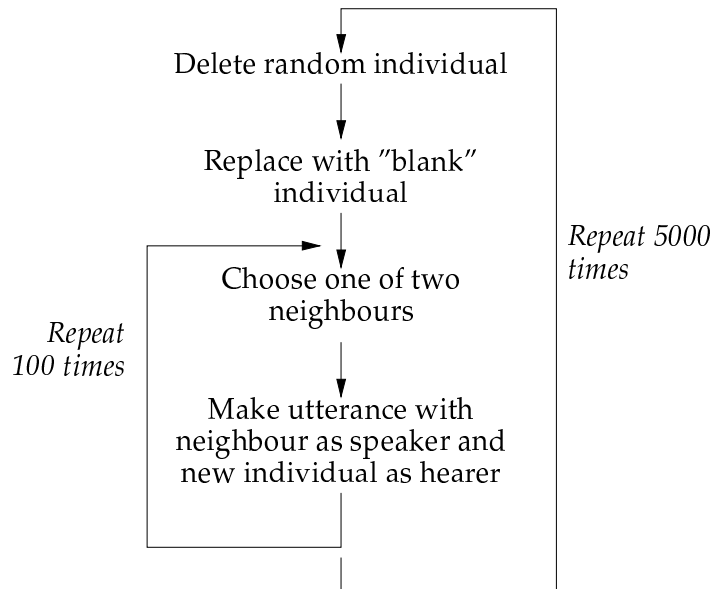 Delete random individual
Replace with ”blank”
individual
Repeat 5000
times
Choose one of two
neighbours
Repeat
100 times
Make utterance with
neighbour as speaker and
new individual as hearer